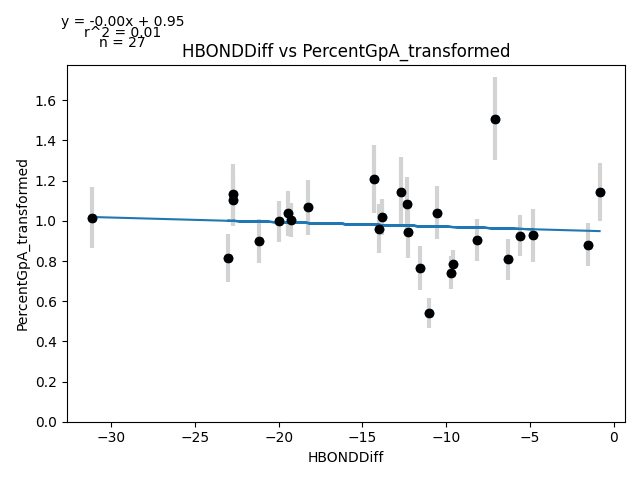 y = -0.00x + 0.95
r^2 = 0.01
n = 27
HBONDDiff vs PercentGpA_transformed
PercentGpA_transformed
1.6
1.4
1.2
1.0
0.8
0.6
0.4
0.2
0.0
−30
−25
−20
−15
−10
−5
0
HBONDDiff